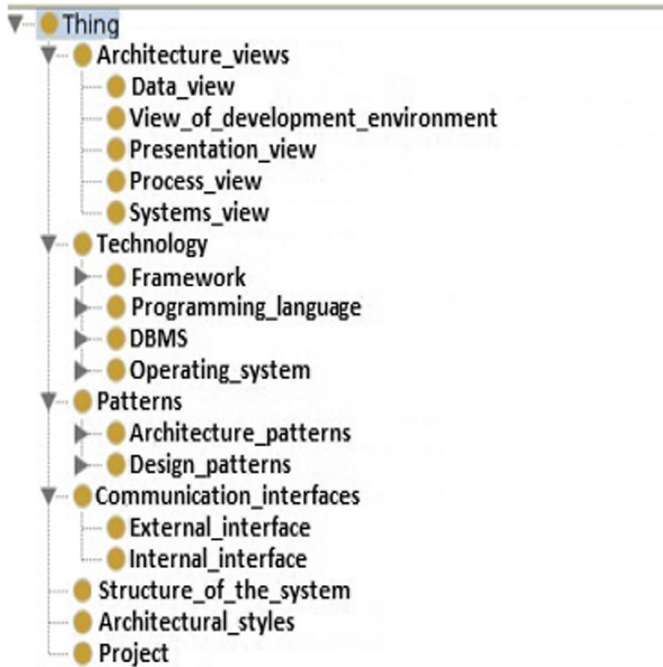 Thing
Architecture_views
Data_view
View_of_development_environment
Presentation_view
Process_view
Systems_view
Technology
Framework
Programming_language
DBMS
Operating_system
Patterns
Architecture_patterns
Design_patterns
Communication_interfaces
External_interface
Internal_interface
Structure_of_the_system
Architectural_styles
Project